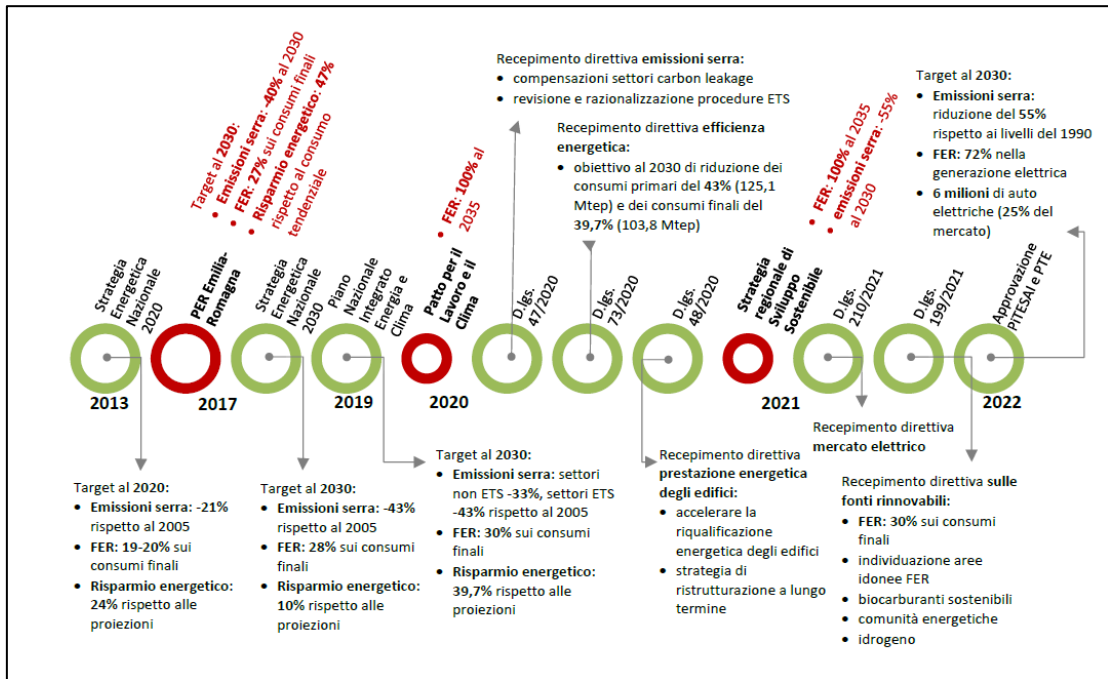 Target al 2030:
• Emissioni serra: -40% al 2030
• FER: 27% sui consumi finali
• Risparmio energetico: 47%
rispetto al consumo
tendenziale
• FER: 100% al
2035
Recepimento direttiva emissioni serra:
• compensazioni settori carbon leakage
• revisione e razionalizzazione procedure ETS
Recepimento direttiva efficienza
energetica:
• obiettivo al 2030 di riduzione dei
consumi primari del 43% (125,1
Mtep) e dei consumi finali del
39,7% (103,8 Mtep)
• FER: 100% al 2035
• emissioni serra: -55%
al 2030
Target al 2030:
• Emissioni serra:
riduzione del 55%
rispetto ai livelli del 1990
• FER: 72% nella
generazione elettrica
• 6 milioni di auto
elettriche (25% del
mercato)
Strategia
Energetica
Nazionale
2020
PER Emilia-
Romagna
Strategia
Energetica
Nazionale
2030
Piano
Nazionale
Integrato
Energia e
Clima
Patto per il
Lavoro e il
Clima
D.lgs.
47/2020
D.lgs.
73/2020
D.lgs.
48/2020
Strategia
regionale di
Sviluppo
Sostenibile
D.lgs.
210/2021
D.lgs.
199/2021
Approvazione
PiTESAI e PTE
2013
2017
2019
2020
2021
2022
Target al 2020:
• Emissioni serra: -21%
rispetto al 2005
• FER: 19-20% sui
consumi finali
• Risparmio energetico:
24% rispetto alle
proiezioni
Target al 2030:
• Emissioni serra: -43%
rispetto al 2005
• FER: 28% sui consumi
finali
• Risparmio energetico:
10% rispetto alle
proiezioni
Target al 2030:
• Emissioni serra: settori
non ETS -33%, settori ETS
-43% rispetto al 2005
• FER: 30% sui consumi
finali
• Risparmio energetico:
39,7% rispetto alle
proiezioni
Recepimento direttiva
prestazione energetica
degli edifici:
• accelerare la
riqualificazione
energetica degli edifici
• strategia di
ristrutturazione a lungo
termine
Recepimento direttiva
mercato elettrico
Recepimento direttiva sulle
fonti rinnovabili:
• FER: 30% sui consumi
finali
• individuazione aree
idonee FER
• biocarburanti sostenibili
• comunità energetiche
• idrogeno